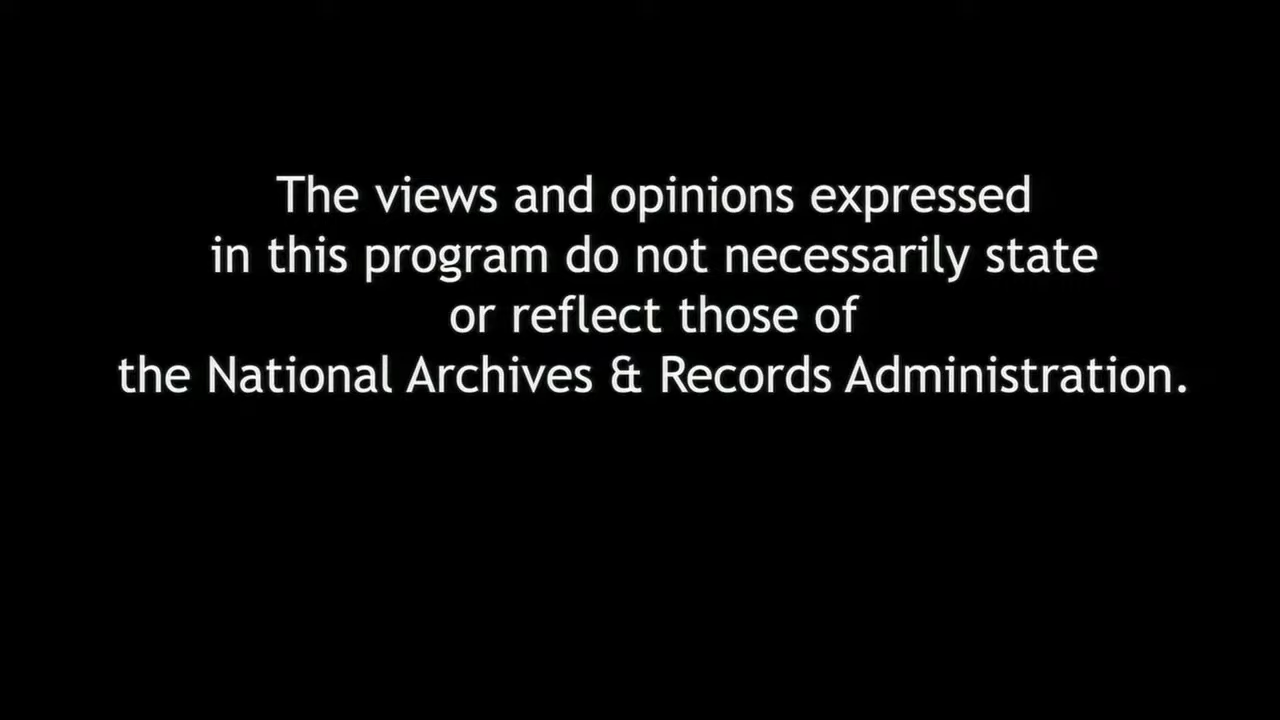 The views and opinions expressed
in this program do not necessarily state
or reflect those of
the National Archives & Records Administration.